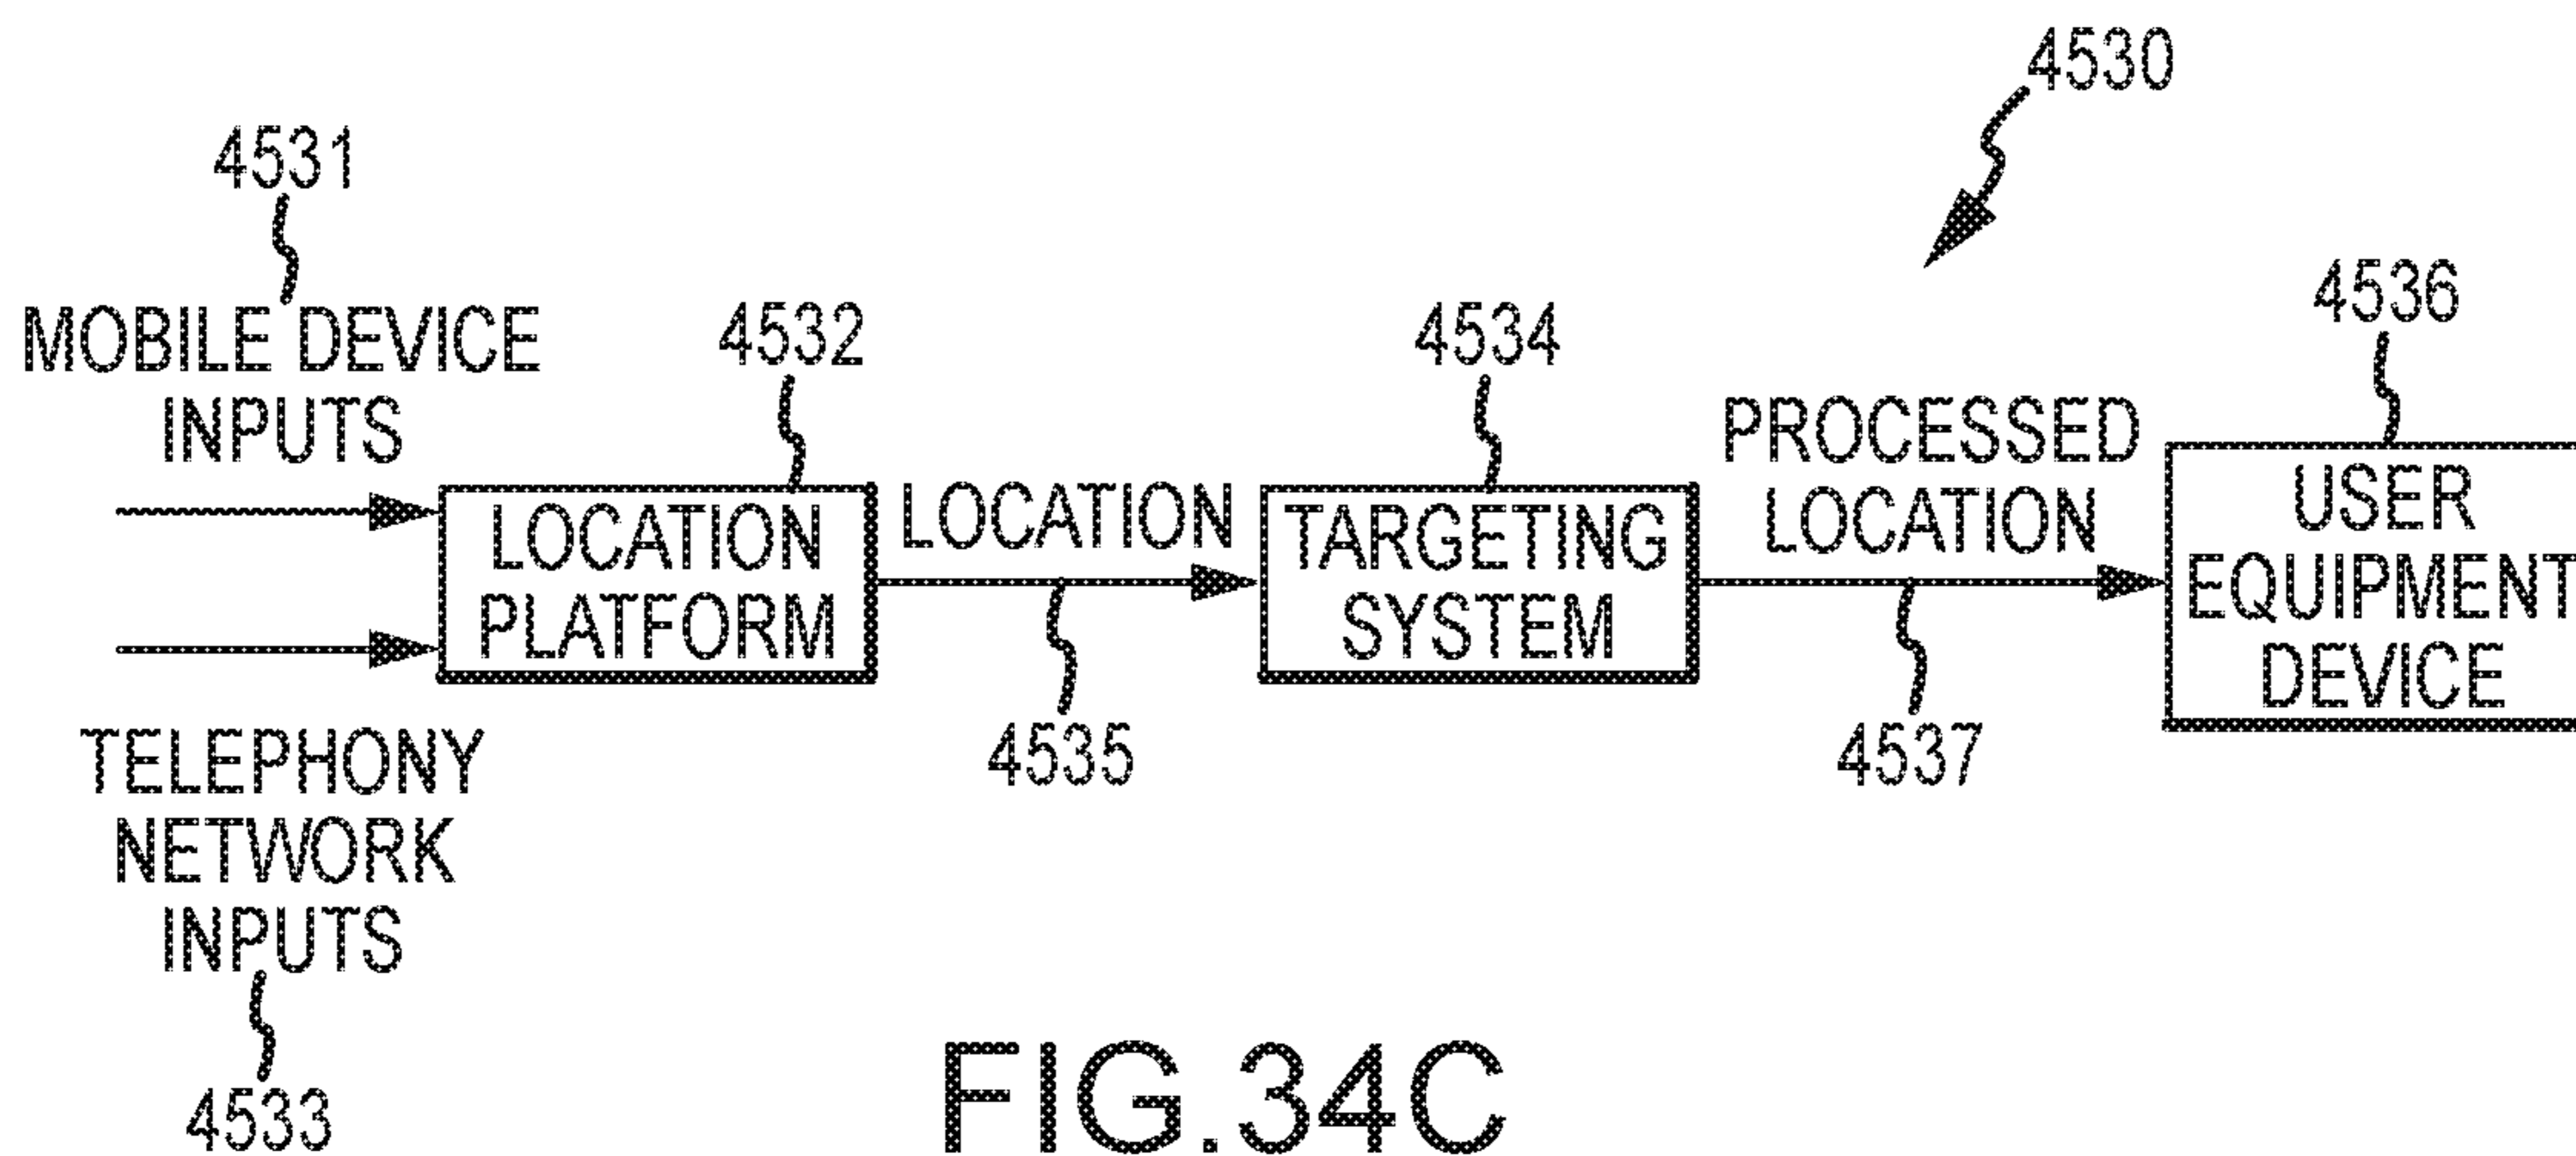 4530
4531
MOBILE DEVICE
INPUTS
4532
LOCATION
PLATFORM
LOCATION
4535
4534
TARGETING
SYSTEM
PROCESSED
LOCATION
4537
4536
USER
EQUIPMENT
DEVICE
TELEPHONY
NETWORK
INPUTS
4533
FIG.34C